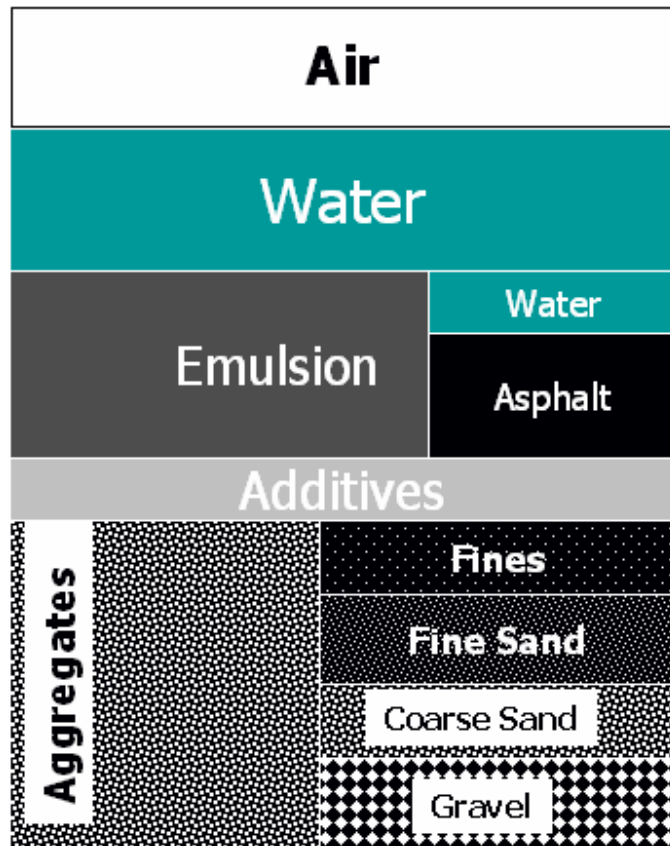 Air
Water
Emulsion
Water
Asphalt
Additives
Aggregates
Fines
Fine Sand
Coarse Sand
Gravel